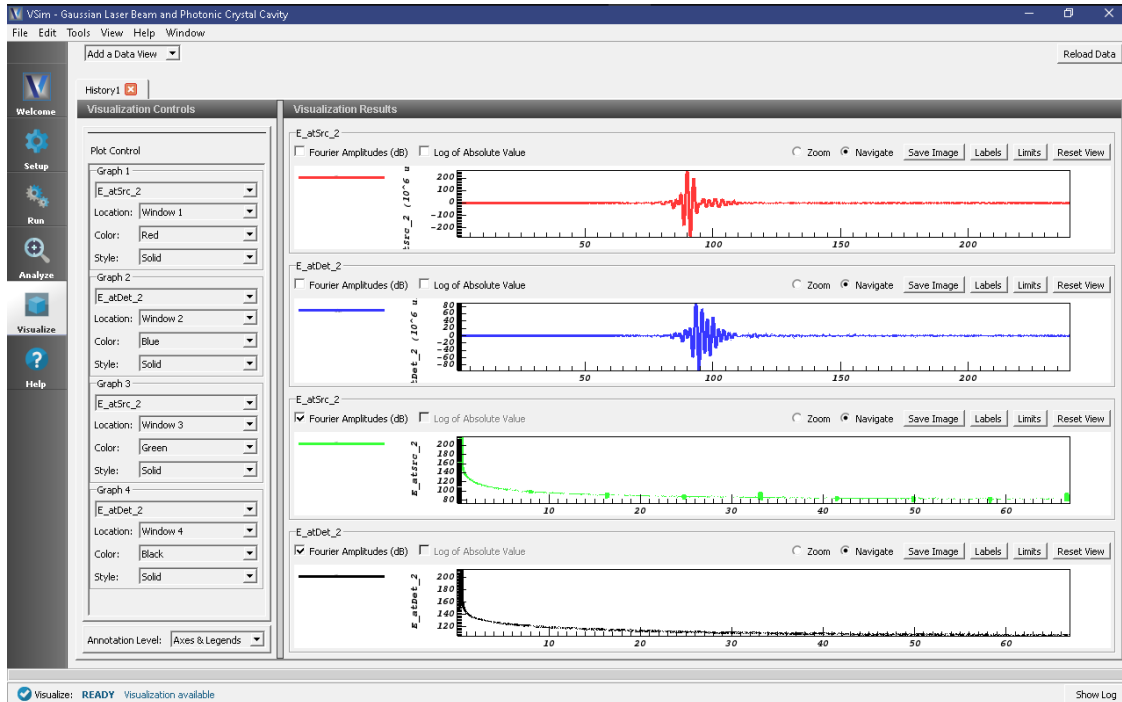 VSim - Gaussian Laser Beam and Photonic Crystal Cavity
File Edit Tools View Help Window
Add a Data View
Reload Data
History1
Welcome
Setup
Run
Analyze
Visualize
Help
Visualization Controls
Plot Control
Graph 1
E_atSrc_2
Location: Window 1
Color: Red
Style: Solid
Graph 2
E_atDet_2
Location: Window 2
Color: Blue
Style: Solid
Graph 3
E_atSrc_2
Location: Window 3
Color: Green
Style: Solid
Graph 4
E_atDet_2
Location: Window 4
Color: Black
Style: Solid
Annotation Level: Axes & Legends
Visualization Results
E_atSrc_2
Fourier Amplitudes (dB) Log of Absolute Value Zoom Navigate Save Image Labels Limits Reset View
200
100
0
-100
-200
50 100 150 200
E_atDet_2
Fourier Amplitudes (dB) Log of Absolute Value Zoom Navigate Save Image Labels Limits Reset View
80
60
40
20
0
-20
-40
-60
-80
50 100 150 200
E_atSrc_2
Fourier Amplitudes (dB) Log of Absolute Value Zoom Navigate Save Image Labels Limits Reset View
E_atSrc_2
200
180
160
140
120
100
80
10 20 30 40 50 60
E_atDet_2
Fourier Amplitudes (dB) Log of Absolute Value Zoom Navigate Save Image Labels Limits Reset View
E_atDet_2
200
180
160
140
120
10 20 30 40 50 60
Visualize: READY Visualization available
Show Log